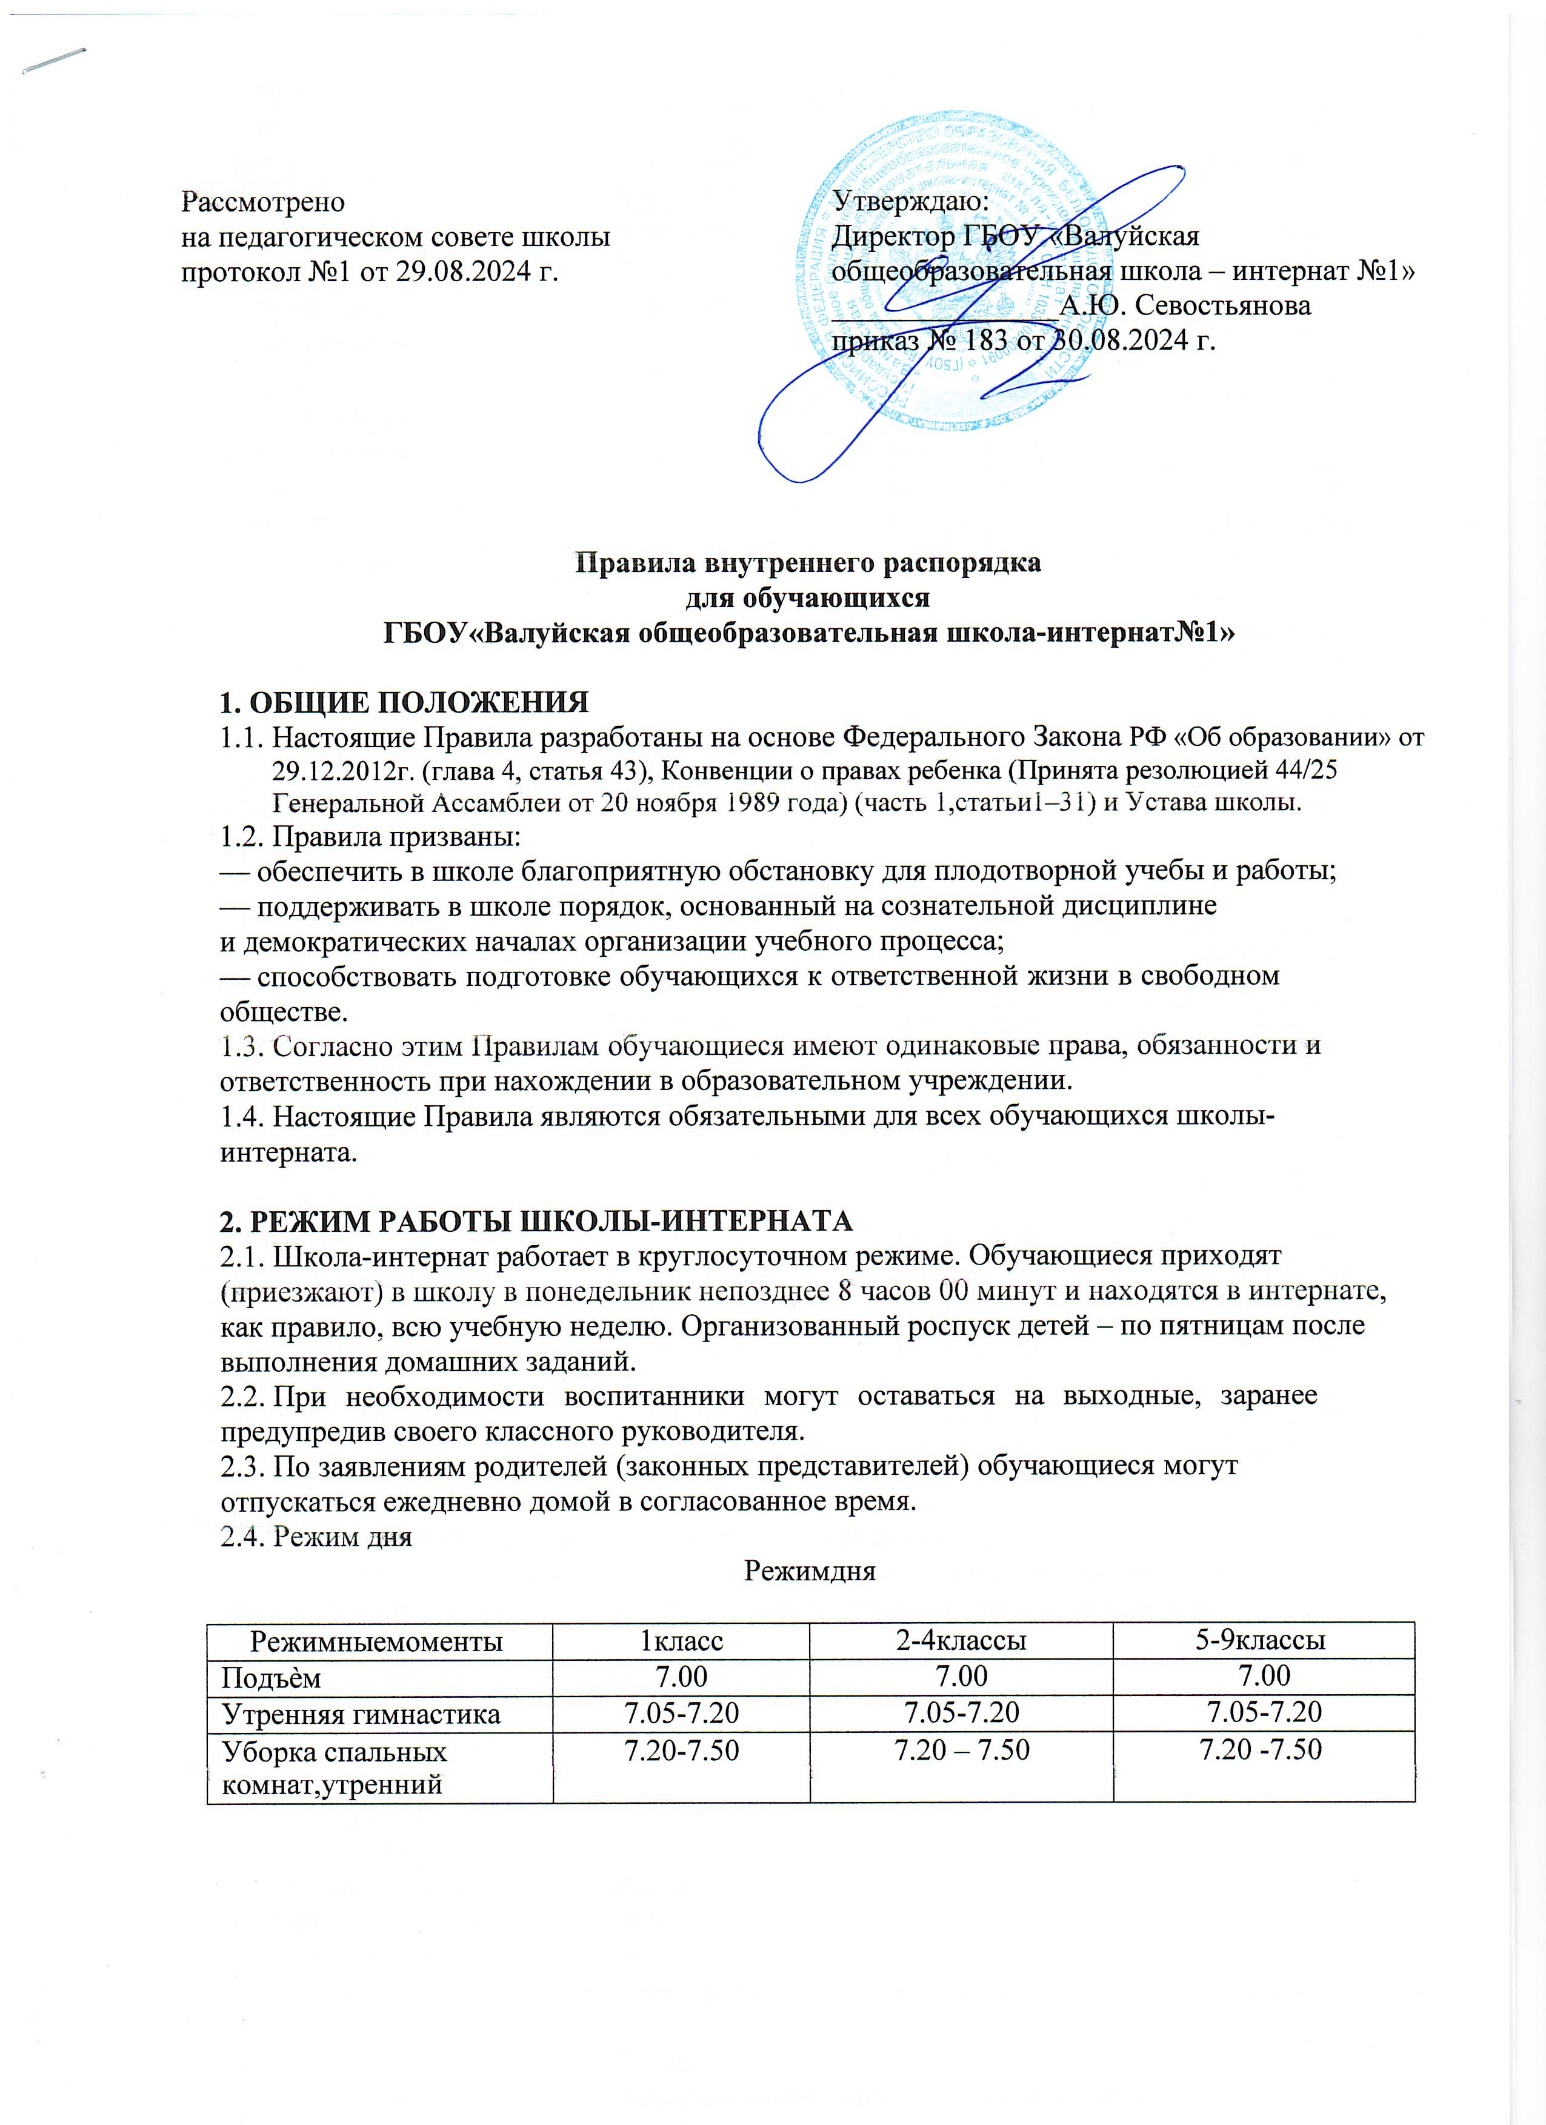 Рассмотрено
на педагогическом совете школы
протокол №1 от 29.08.2024 г.
Утверждаю:
Директор ГБОУ «Валуйская
общеобразовательная школа – интернат №1»
________________А.Ю. Севостьянова
приказ № 183 от 30.08.2024 г.
Правила внутреннего распорядка
для обучающихся
ГБОУ«Валуйская общеобразовательная школа-интернат№1»
1. ОБЩИЕ ПОЛОЖЕНИЯ
1.1. Настоящие Правила разработаны на основе Федерального Закона РФ «Об образовании» от
29.12.2012г. (глава 4, статья 43), Конвенции о правах ребенка (Принята резолюцией 44/25
Генеральной Ассамблеи от 20 ноября 1989 года) (часть 1,статьи1–31) и Устава школы.
1.2. Правила призваны:
— обеспечить в школе благоприятную обстановку для плодотворной учебы и работы;
— поддерживать в школе порядок, основанный на сознательной дисциплине
и демократических началах организации учебного процесса;
— способствовать подготовке обучающихся к ответственной жизни в свободном
обществе.
1.3. Согласно этим Правилам обучающиеся имеют одинаковые права, обязанности и
ответственность при нахождении в образовательном учреждении.
1.4. Настоящие Правила являются обязательными для всех обучающихся школы-
интерната.
2. РЕЖИМ РАБОТЫ ШКОЛЫ-ИНТЕРНАТА
2.1. Школа-интернат работает в круглосуточном режиме. Обучающиеся приходят
(приезжают) в школу в понедельник непозднее 8 часов 00 минут и находятся в интернате,
как правило, всю учебную неделю. Организованный роспуск детей – по пятницам после
выполнения домашних заданий.
2.2. При необходимости воспитанники могут оставаться на выходные, заранее
предупредив своего классного руководителя.
2.3. По заявлениям родителей (законных представителей) обучающиеся могут
отпускаться ежедневно домой в согласованное время.
2.4. Режим дня
Режимдня
Режимныемоменты 1класс 2-4классы 5-9классы
Подъѐм 7.00 7.00 7.00
Утренняя гимнастика 7.05-7.20 7.05-7.20 7.05-7.20
Уборка спальных 7.20-7.50 7.20 – 7.50 7.20 -7.50
комнат,утренний